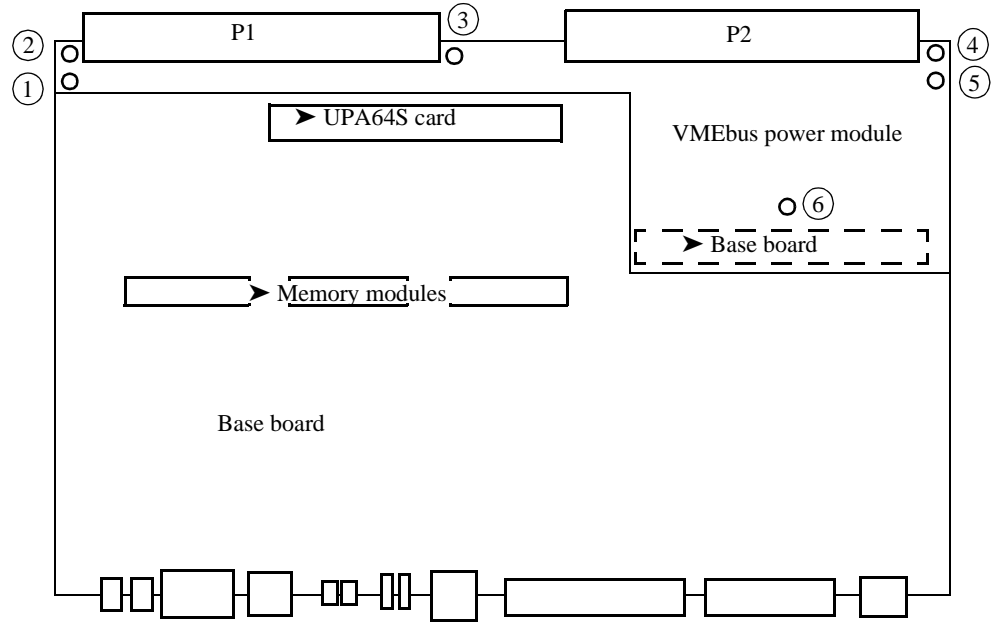 ③
② P1 P2 ④
① ⑤
➤ UPA64S card
VMEbus power module
⑥
➤ Base board
➤ Memory modules
Base board